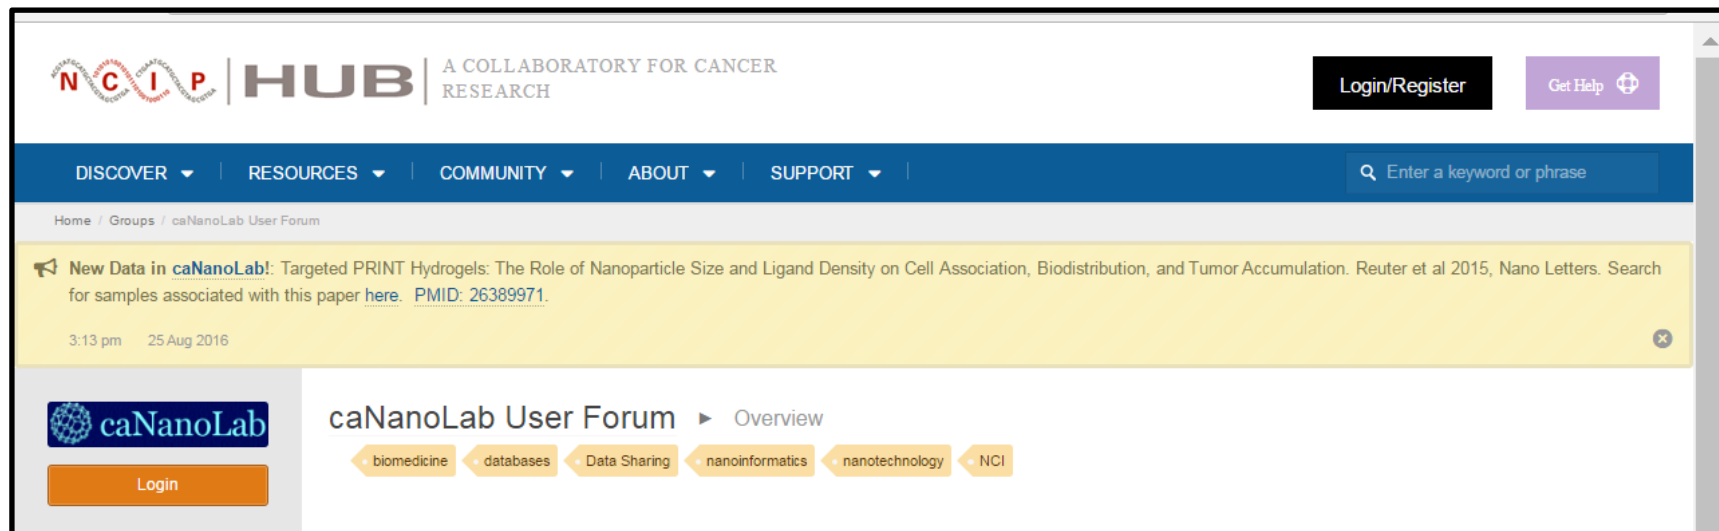 N C I P HUB A COLLABORATORY FOR CANCER
RESEARCH
Login/Register
Get Help
DISCOVER RESOURCES COMMUNITY ABOUT SUPPORT Enter a keyword or phrase
Home / Groups / caNanoLab User Forum
New Data in caNanoLab!: Targeted PRINT Hydrogels: The Role of Nanoparticle Size and Ligand Density on Cell Association, Biodistribution, and Tumor Accumulation. Reuter et al 2015, Nano Letters. Search
for samples associated with this paper here. PMID: 26389971.
3:13 pm 25 Aug 2016
caNanoLab
Login
caNanoLab User Forum ► Overview
biomedicine databases Data Sharing nanoinformatics nanotechnology NCI